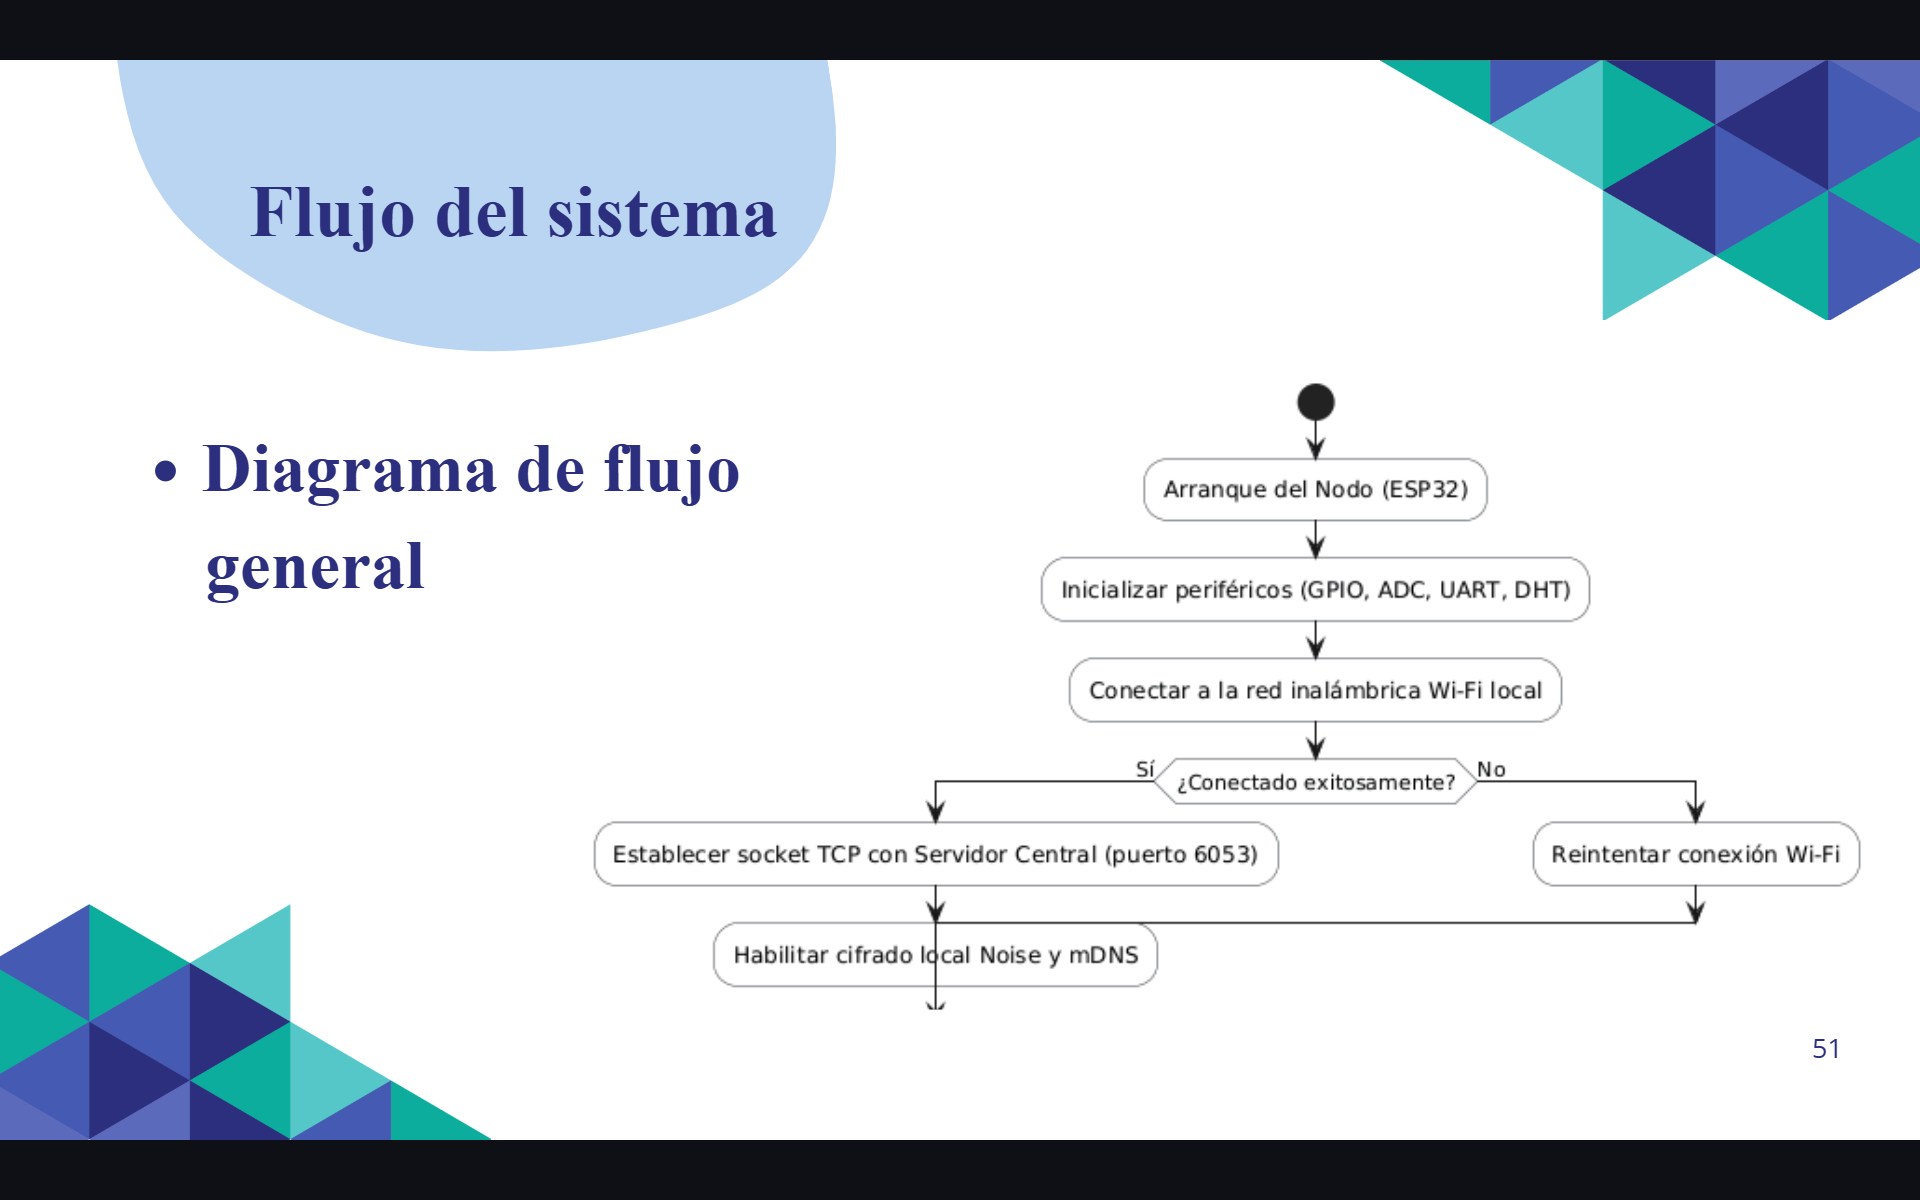 Flujo del sistema
• Diagrama de flujo
general
Arranque del Nodo (ESP32)
Inicializar periféricos (GPIO, ADC, UART, DHT)
Conectar a la red inalámbrica Wi-Fi local
Sí
¿Conectado exitosamente?
No
Establecer socket TCP con Servidor Central (puerto 6053)
Reintentar conexión Wi-Fi
Habilitar cifrado local Noise y mDNS
51